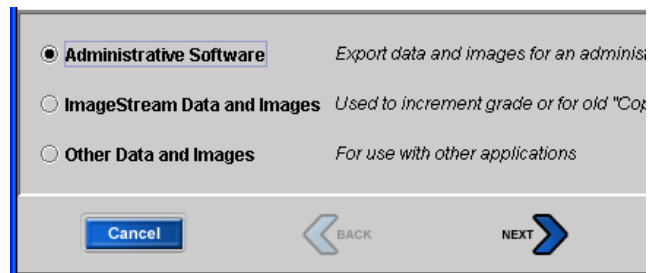 Administrative Software Export data and images for an
ImageStream Data and Images Used to increment grade or for old
Other Data and Images For use with other applications
Cancel BACK NEXT